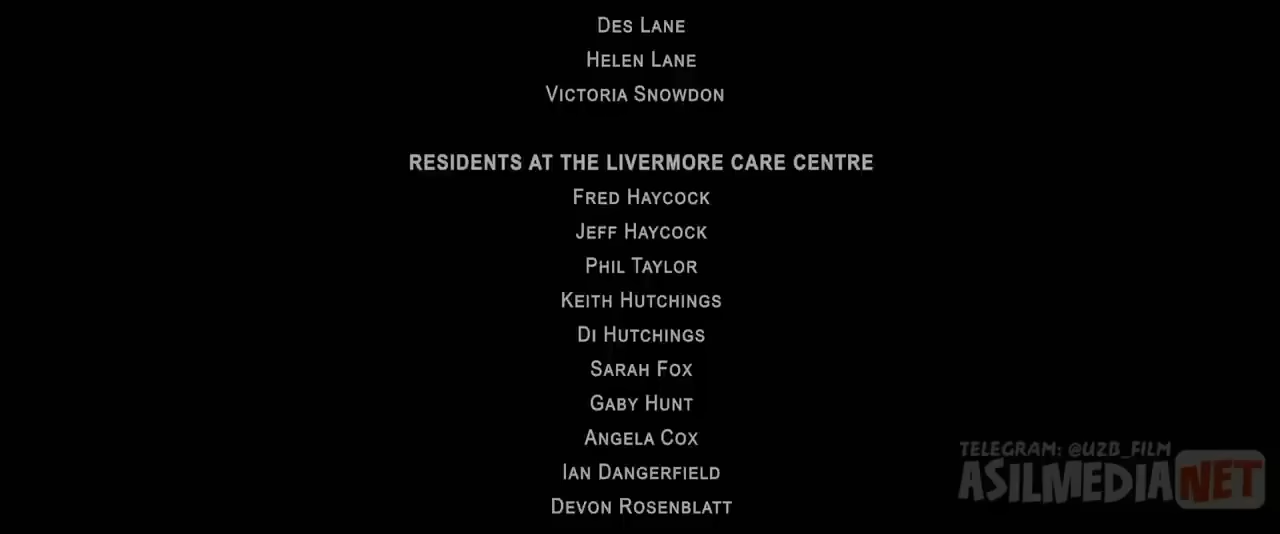 DES LANE
HELEN LANE
VICTORIA SNOWDON
RESIDENTS AT THE LIVERMORE CARE CENTRE
FRED HAYCOCK
JEFF HAYCOCK
PHIL TAYLOR
KEITH HUTCHINGS
DI HUTCHINGS
SARAH FOX
GABY HUNT
ANGELA COX
IAN DANGERFIELD
DEVON ROSENBLATT
TELEGRAM: @UZB_FILM
ASILMEDIA NET